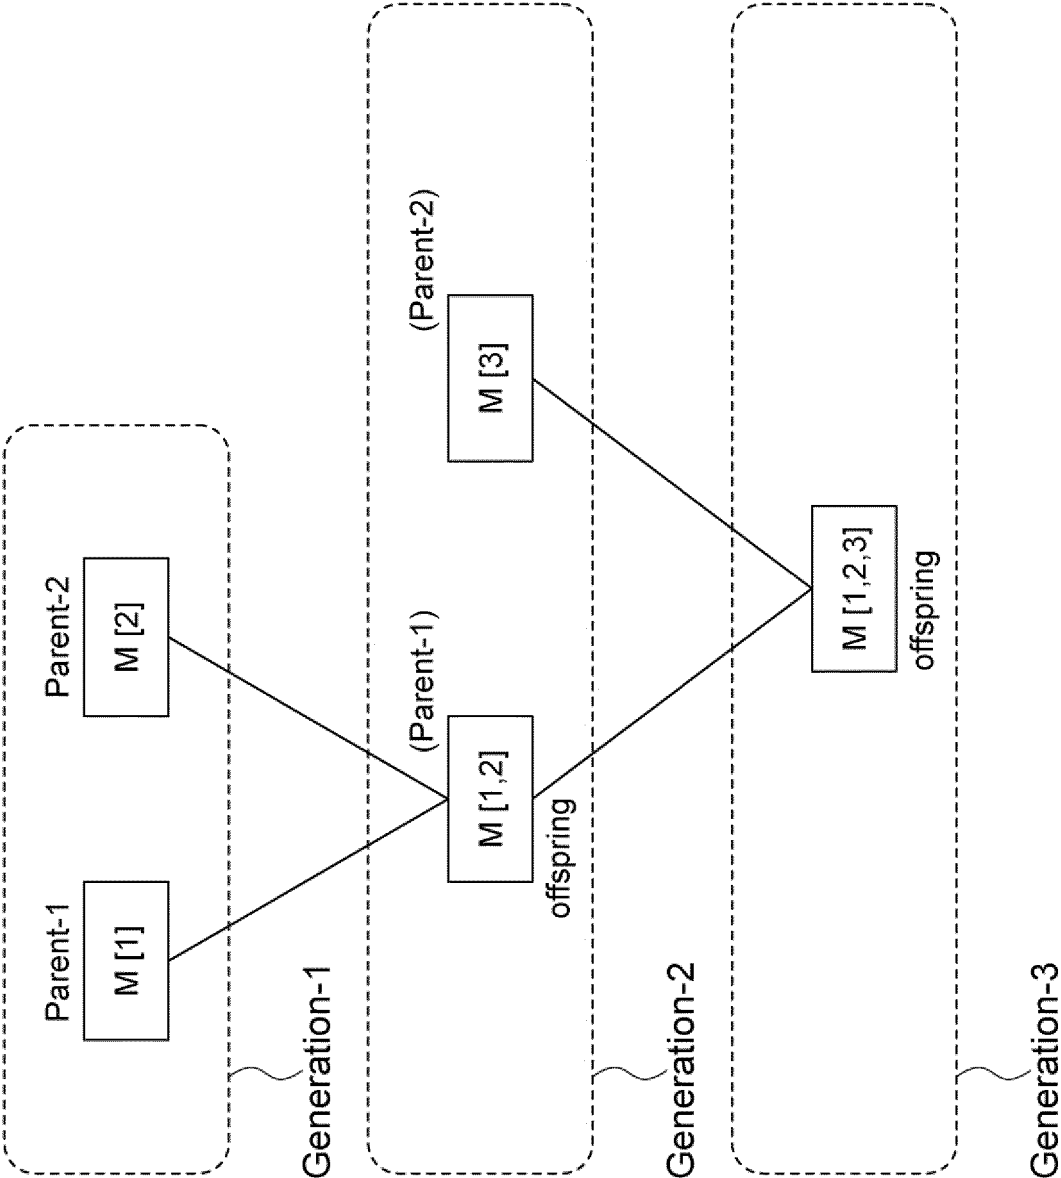 Parent-1
Parent-2
M [1]
M [2]
Generation-1
(Parent-1)
(Parent-2)
M [1,2]
M [3]
offspring
Generation-2
M [1,2,3]
offspring
Generation-3